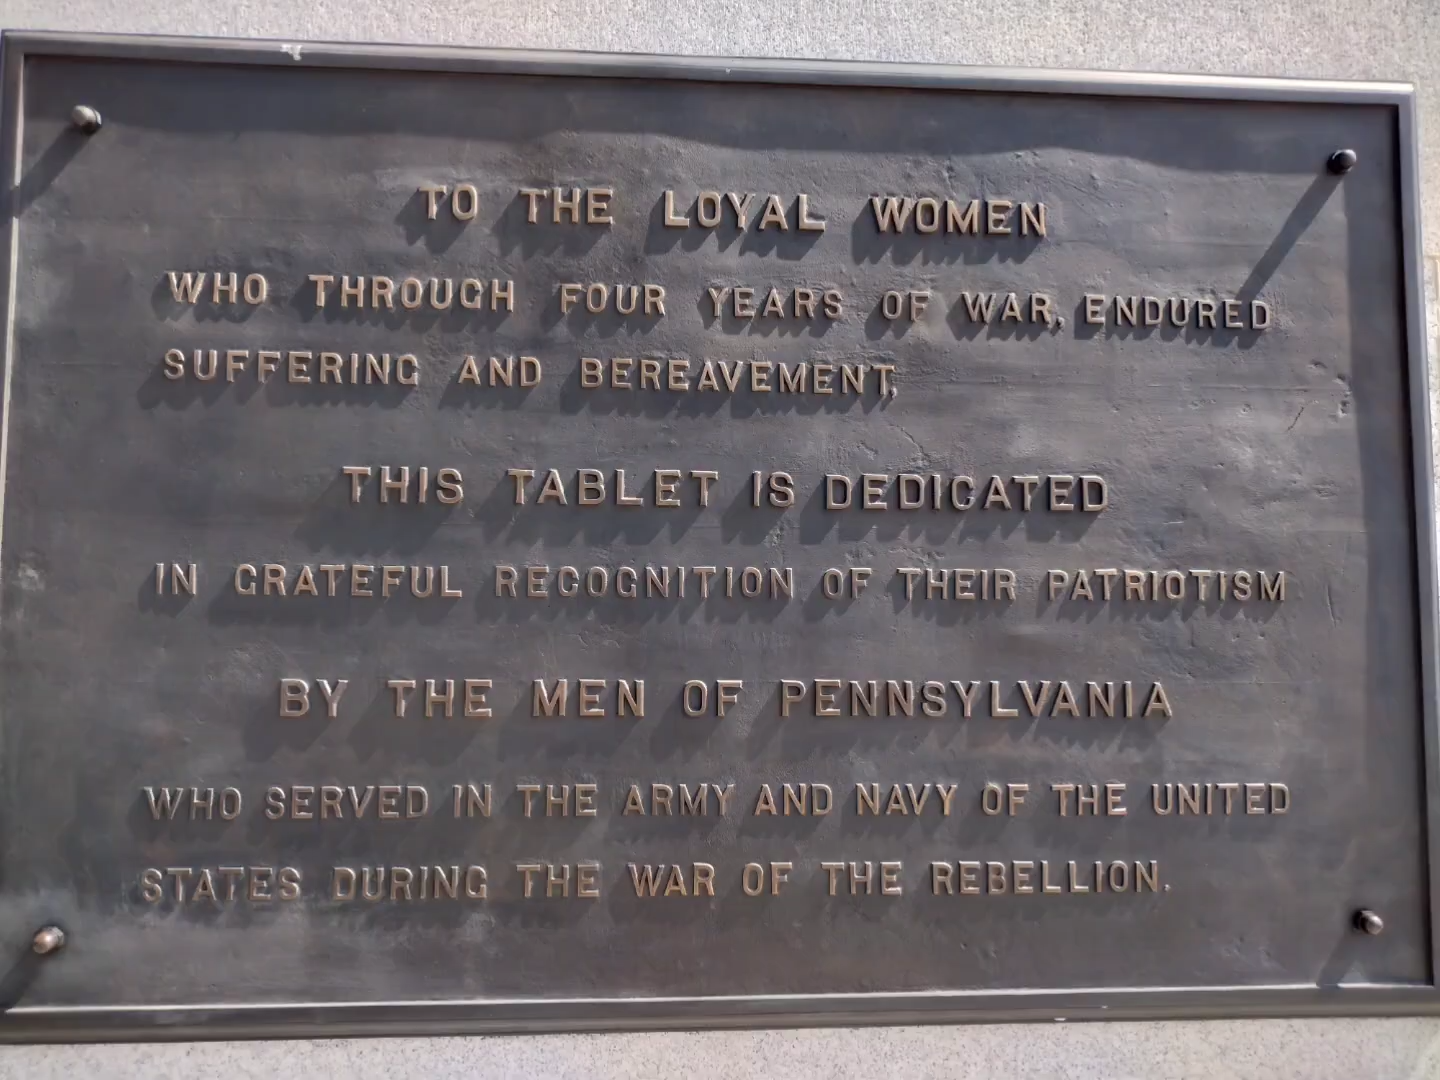 TO THE LOYAL WOMEN
WHO THROUGH FOUR YEARS OF WAR, ENDURED
SUFFERING AND BEREAVEMENT,
THIS TABLET IS DEDICATED
IN GRATEFUL RECOGNITION OF THEIR PATRIOTISM
BY THE MEN OF PENNSYLVANIA
WHO SERVED IN THE ARMY AND NAVY OF THE UNITED
STATES DURING THE WAR OF THE REBELLION.